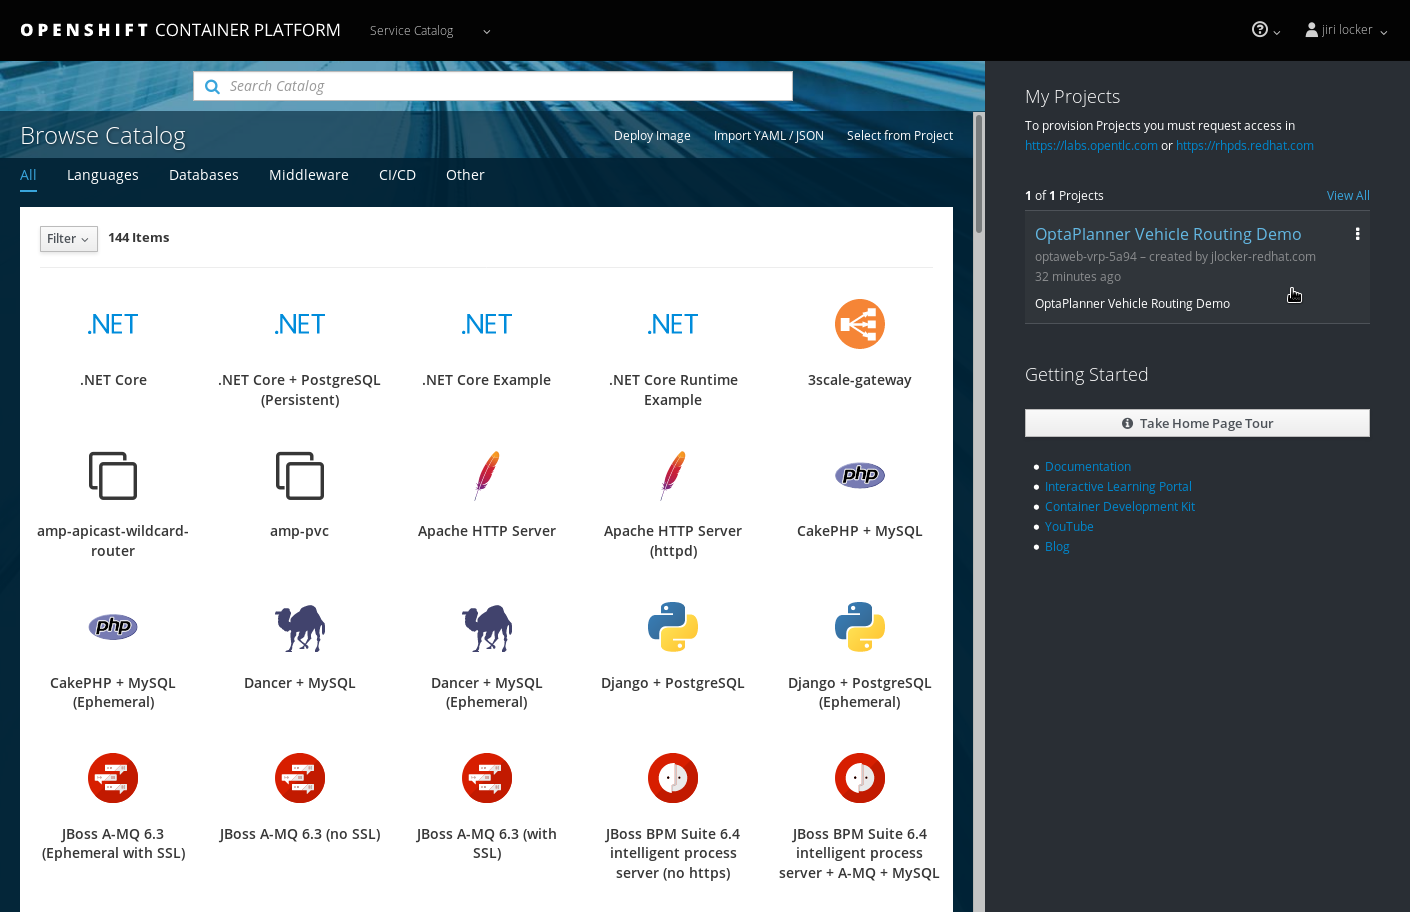 OPENSHIFT CONTAINER PLATFORM
Service Catalog
jiri locker
Search Catalog
Browse Catalog
Deploy Image
Import YAML / JSON
Select from Project
All
Languages
Databases
Middleware
CI/CD
Other
Filter
144 Items
.NET
.NET
.NET
.NET
.NET Core
.NET Core + PostgreSQL
(Persistent)
.NET Core Example
.NET Core Runtime
Example
3scale-gateway
php
amp-apicast-wildcard-
router
amp-pvc
Apache HTTP Server
Apache HTTP Server
(httpd)
CakePHP + MySQL
php
CakePHP + MySQL
(Ephemeral)
Dancer + MySQL
Dancer + MySQL
(Ephemeral)
Django + PostgreSQL
Django + PostgreSQL
(Ephemeral)
JBoss A-MQ 6.3
(Ephemeral with SSL)
JBoss A-MQ 6.3 (no SSL)
JBoss A-MQ 6.3 (with
SSL)
JBoss BPM Suite 6.4
intelligent process
server (no https)
JBoss BPM Suite 6.4
intelligent process
server + A-MQ + MySQL
My Projects
To provision Projects you must request access in
https://labs.opentlc.com or https://rhpds.redhat.com
1 of 1 Projects
View All
OptaPlanner Vehicle Routing Demo
optaweb-vrp-5a94 – created by jlocker-redhat.com
32 minutes ago
OptaPlanner Vehicle Routing Demo
Getting Started
Take Home Page Tour
Documentation
Interactive Learning Portal
Container Development Kit
YouTube
Blog